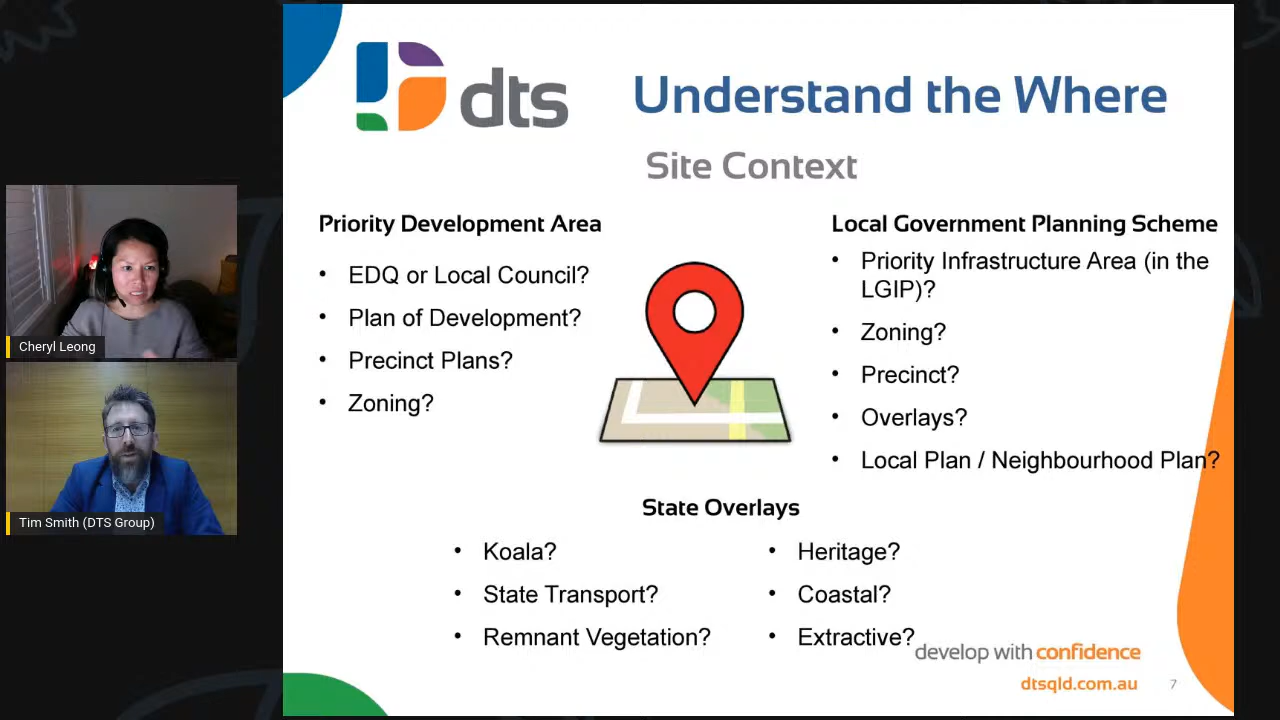 dts
Understand the Where
Site Context
Priority Development Area
• EDQ or Local Council?
• Plan of Development?
• Precinct Plans?
• Zoning?
Local Government Planning Scheme
• Priority Infrastructure Area (in the
LGIP)?
• Zoning?
• Precinct?
• Overlays?
• Local Plan / Neighbourhood Plan?
State Overlays
• Koala?
• State Transport?
• Remnant Vegetation?
• Heritage?
• Coastal?
• Extractive?
develop with confidence
dtsqld.com.au
7
Cheryl Leong
Tim Smith (DTS Group)